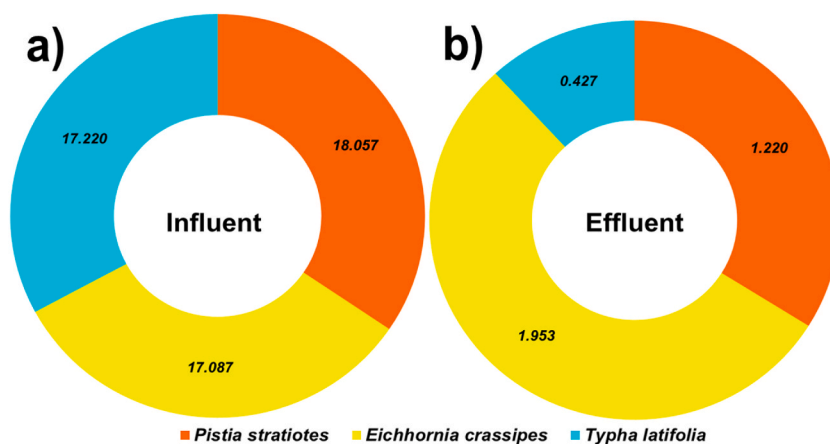 a)
17.220
18.057
Influent
17.087
b)
0.427
1.220
Effluent
1.953
Pistia stratiotes Eichhornia crassipes Typha latifolia